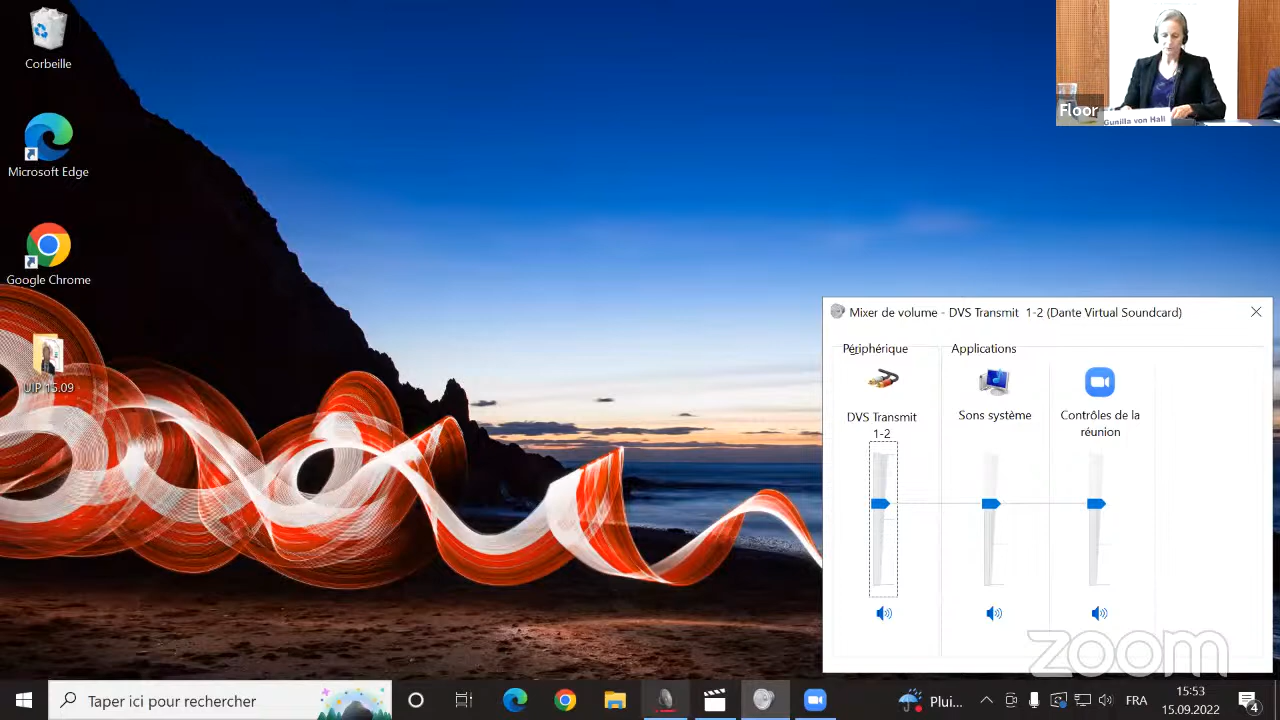 Corbeille
Microsoft Edge
Google Chrome
UIP 15.09
Floor
Gunilla von Hall
Mixer de volume - DVS Transmit 1-2 (Dante Virtual Soundcard)
Périphérique
Applications
DVS Transmit
1-2
Sons système
Contrôles de la
réunion
zoom
Taper ici pour rechercher
Plui...
FRA
15:53
15.09.2022
4